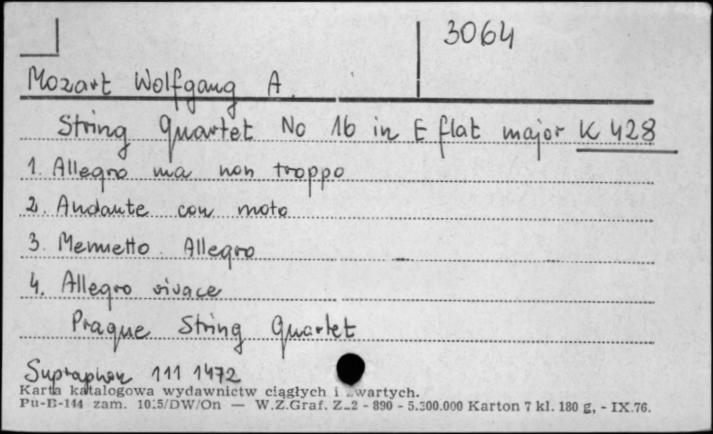 3064
Mozart Wolfgang A.
String Quartet No 16 in E flat major K 428
1. Allegro ma non troppo
2. Andante con moto
3. Menuetto. Allegro
4. Allegro vivace
Prague String Quartet
Supraphon 111 1472
Karta katalogowa wydawnictw ciągłych i zwartych.
Pu-B-144 zam. 1025/DW/On — W.Z.Graf. Z-2 - 890 - 5.300.000 Karton 7 kl. 180 g, - IX.76.